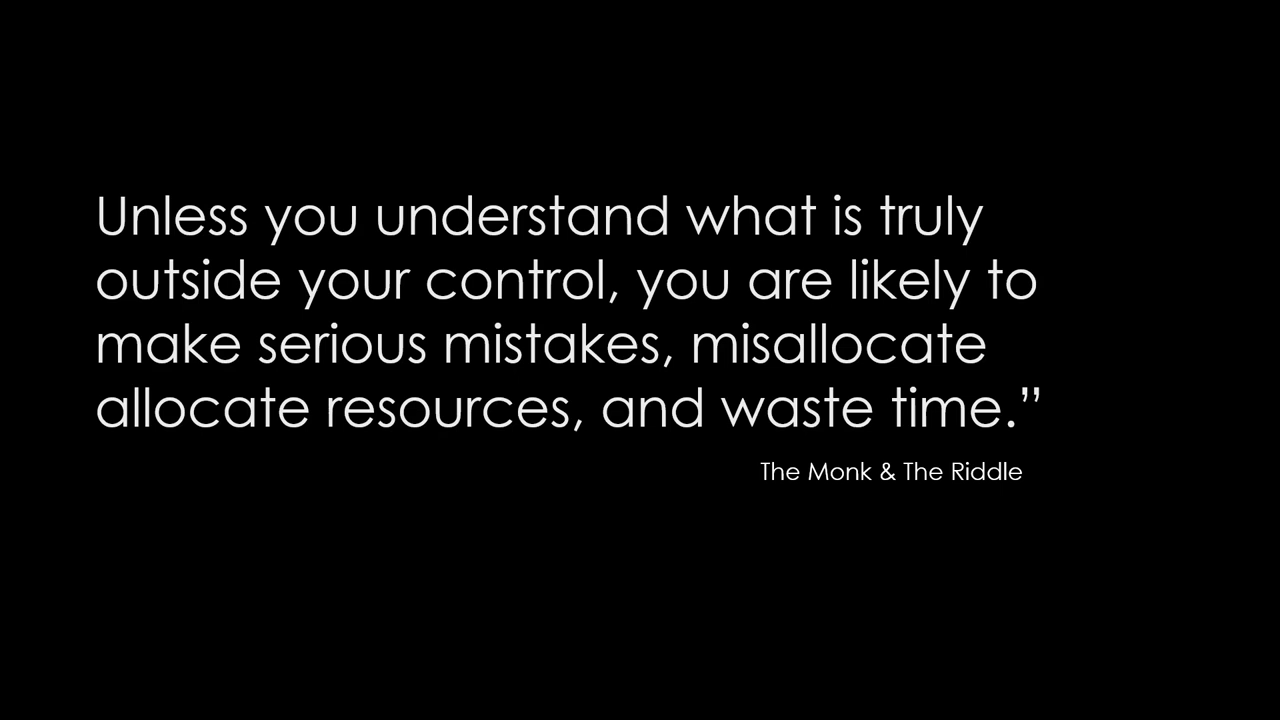 Unless you understand what is truly
outside your control, you are likely to
make serious mistakes, misallocate
allocate resources, and waste time.”
The Monk & The Riddle